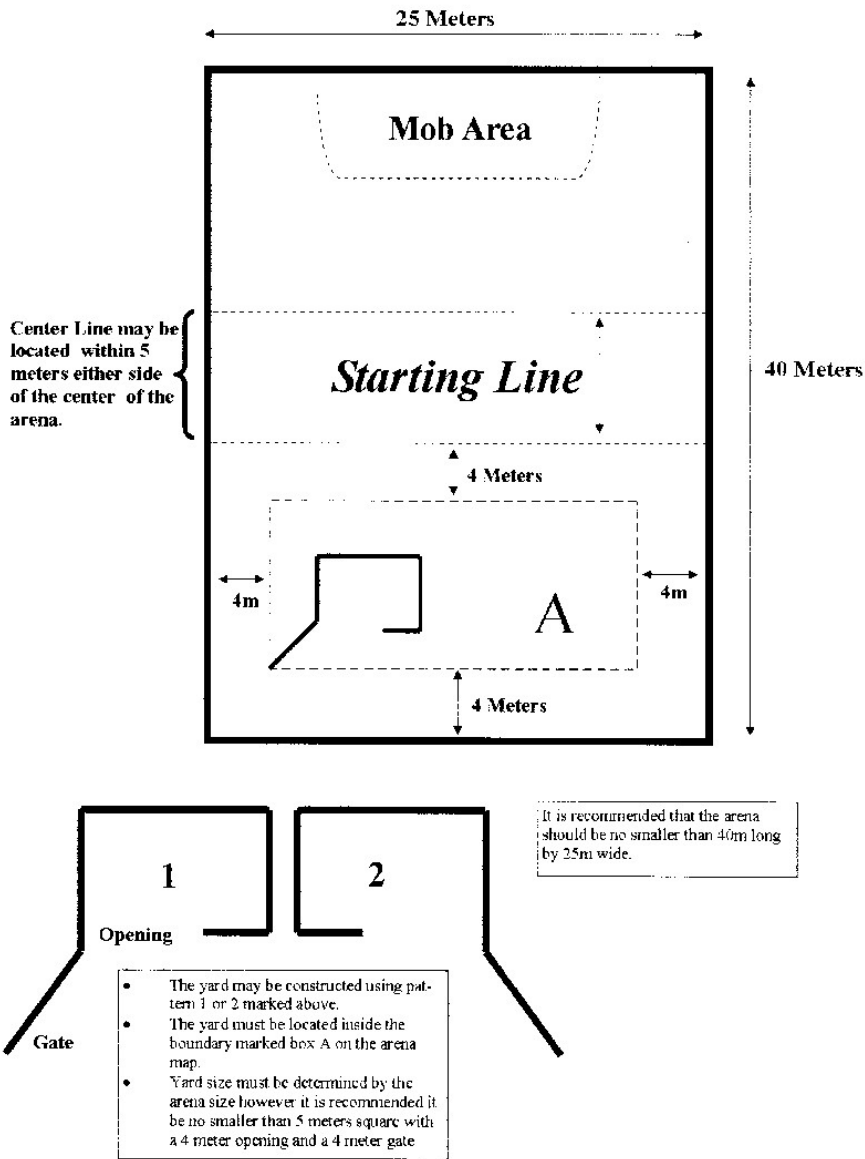 25 Meters
Mob Area
Center Line may be
located within 5
meters either side
of the center of the
arena.
Starting Line
40 Meters
4 Meters
4m
A
4m
4 Meters
1
2
It is recommended that the arena
should be no smaller than 40m long
by 25m wide.
Opening
Gate
• The yard may be constructed using pat-
tern 1 or 2 marked above.
• The yard must be located inside the
boundary marked box A on the arena
map.
• Yard size must be determined by the
arena size however it is recommended it
be no smaller than 5 meters square with
a 4 meter opening and a 4 meter gate